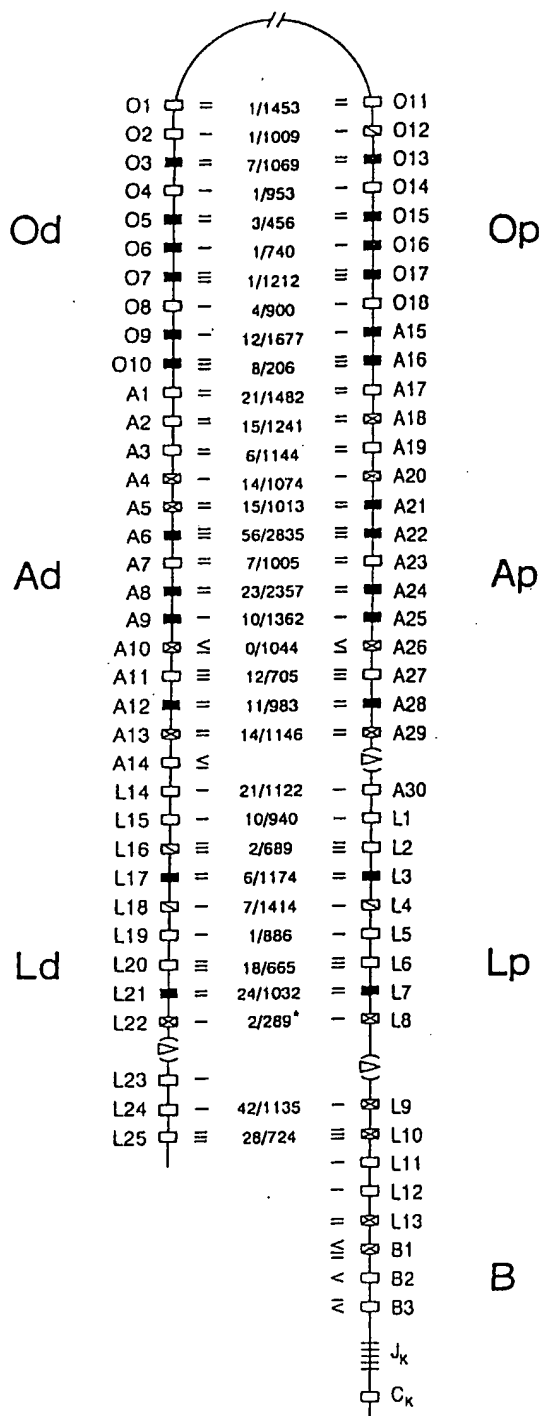 O1 = 1/1453 = O11
O2 - 1/1009 - O12
O3 = 7/1069 = O13
O4 - 1/953 - O14
O5 = 3/456 = O15
Od Op
O6 - 1/740 - O16
O7 ≡ 1/1212 ≡ O17
O8 - 4/900 - O18
O9 - 12/1677 - A15
O10 ≡ 8/206 ≡ A16
A1 = 21/1482 = A17
A2 = 15/1241 = A18
A3 = 6/1144 = A19
A4 - 14/1074 - A20
A5 = 15/1013 = A21
A6 ≡ 56/2835 ≡ A22
A7 = 7/1005 = A23
Ad Ap
A8 = 23/2357 = A24
A9 - 10/1362 - A25
A10 ≤ 0/1044 ≤ A26
A11 ≡ 12/705 ≡ A27
A12 = 11/983 = A28
A13 = 14/1146 = A29
A14 ≤
L14 - 21/1122 - A30
L15 - 10/940 - L1
L16 ≡ 2/689 ≡ L2
L17 = 6/1174 = L3
L18 - 7/1414 - L4
L19 - 1/886 - L5
Ld Lp
L20 ≡ 18/665 ≡ L6
L21 = 24/1032 = L7
L22 - 2/289* - L8
L23 -
L24 - 42/1135 - L9
L25 ≡ 28/724 ≡ L10
- L11
- L12
= L13
≦ B1
B
< B2
B3
JK
CK